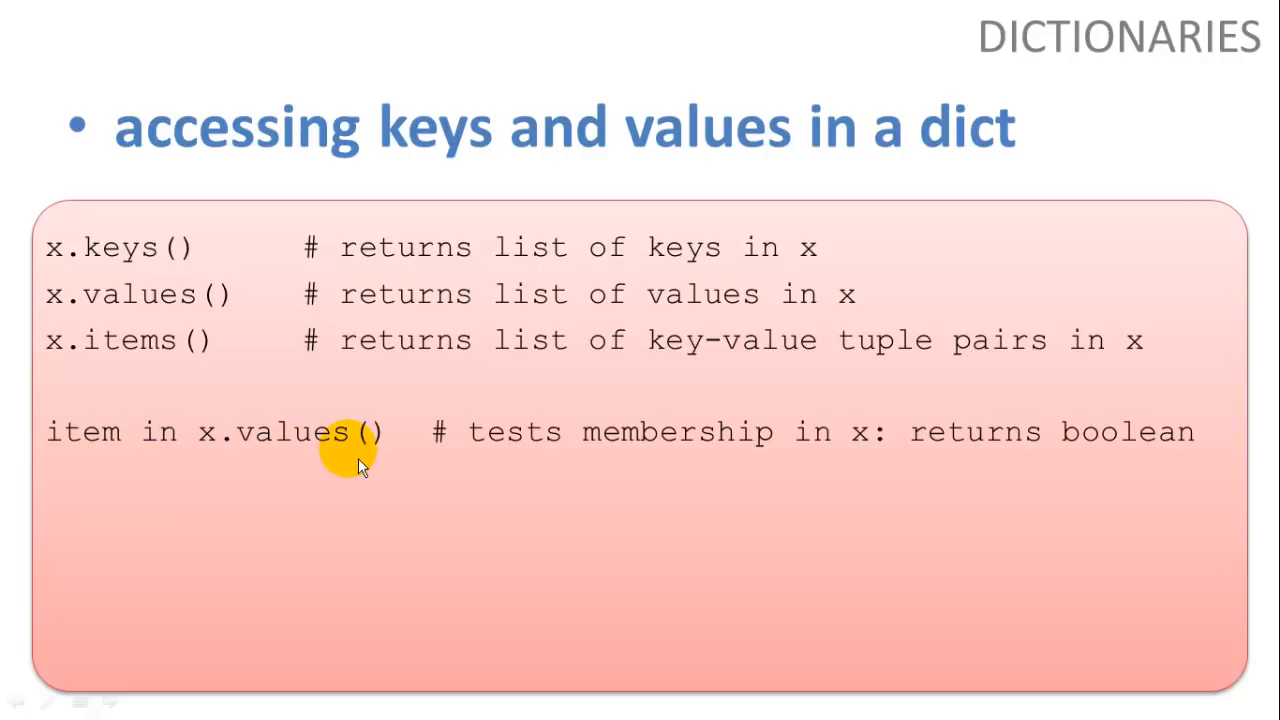 DICTIONARIES
• accessing keys and values in a dict
x.keys() # returns list of keys in x
x.values() # returns list of values in x
x.items() # returns list of key-value tuple pairs in x
item in x.values() # tests membership in x: returns boolean